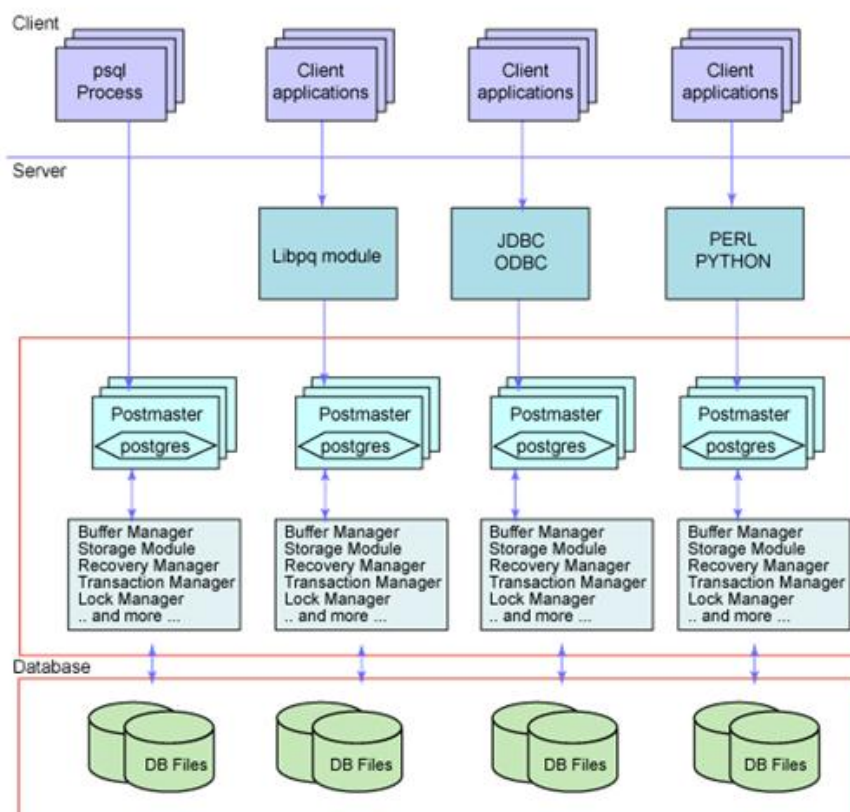 Client
psql
Process
Client
applications
Client
applications
Client
applications
Server
Libpq module
JDBC
ODBC
PERL
PYTHON
Postmaster
postgres
Postmaster
postgres
Postmaster
postgres
Postmaster
postgres
Buffer Manager
Storage Module
Recovery Manager
Transaction Manager
Lock Manager
.. and more ...
Buffer Manager
Storage Module
Recovery Manager
Transaction Manager
Lock Manager
.. and more ...
Buffer Manager
Storage Module
Recovery Manager
Transaction Manager
Lock Manager
.. and more ...
Buffer Manager
Storage Module
Recovery Manager
Transaction Manager
Lock Manager
.. and more ...
Database
DB Files
DB Files
DB Files
DB Files